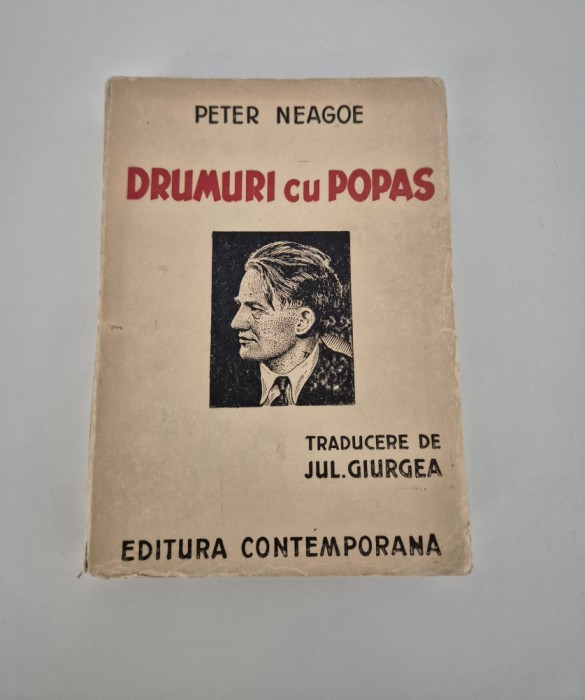 PETER NEAGOE
DRUMURI cu POPAS
TRADUCERE DE
JUL. GIURGEA
EDITURA CONTEMPORANA